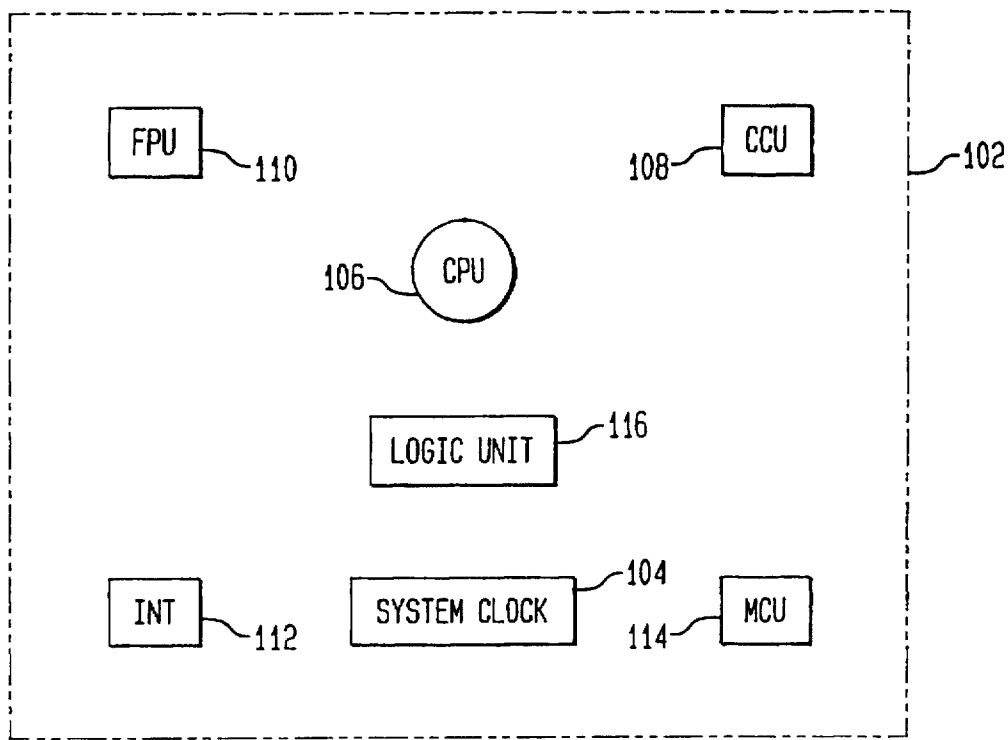 FPU
110
CCU
108
102
CPU
106
LOGIC UNIT
116
INT
112
SYSTEM CLOCK
104
MCU
114